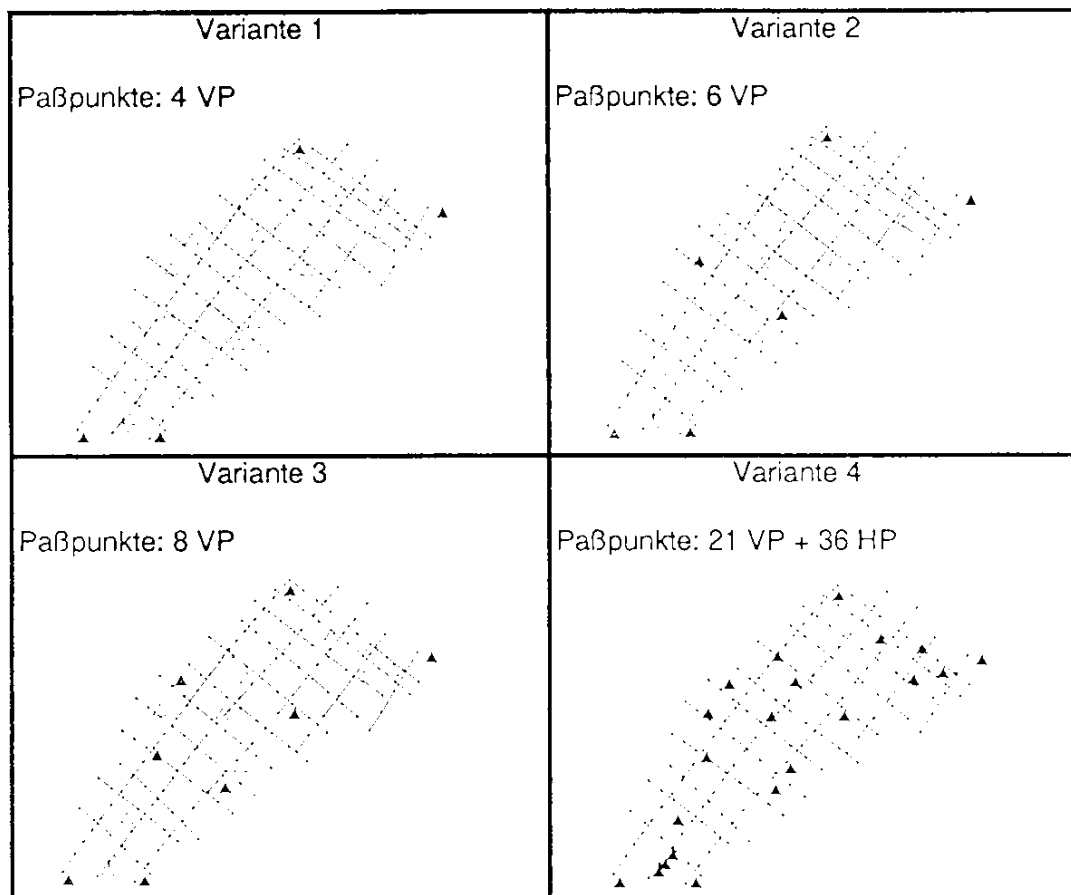 Variante 1
Paßpunkte: 4 VP
Variante 2
Paßpunkte: 6 VP
Variante 3
Paßpunkte: 8 VP
Variante 4
Paßpunkte: 21 VP + 36 HP